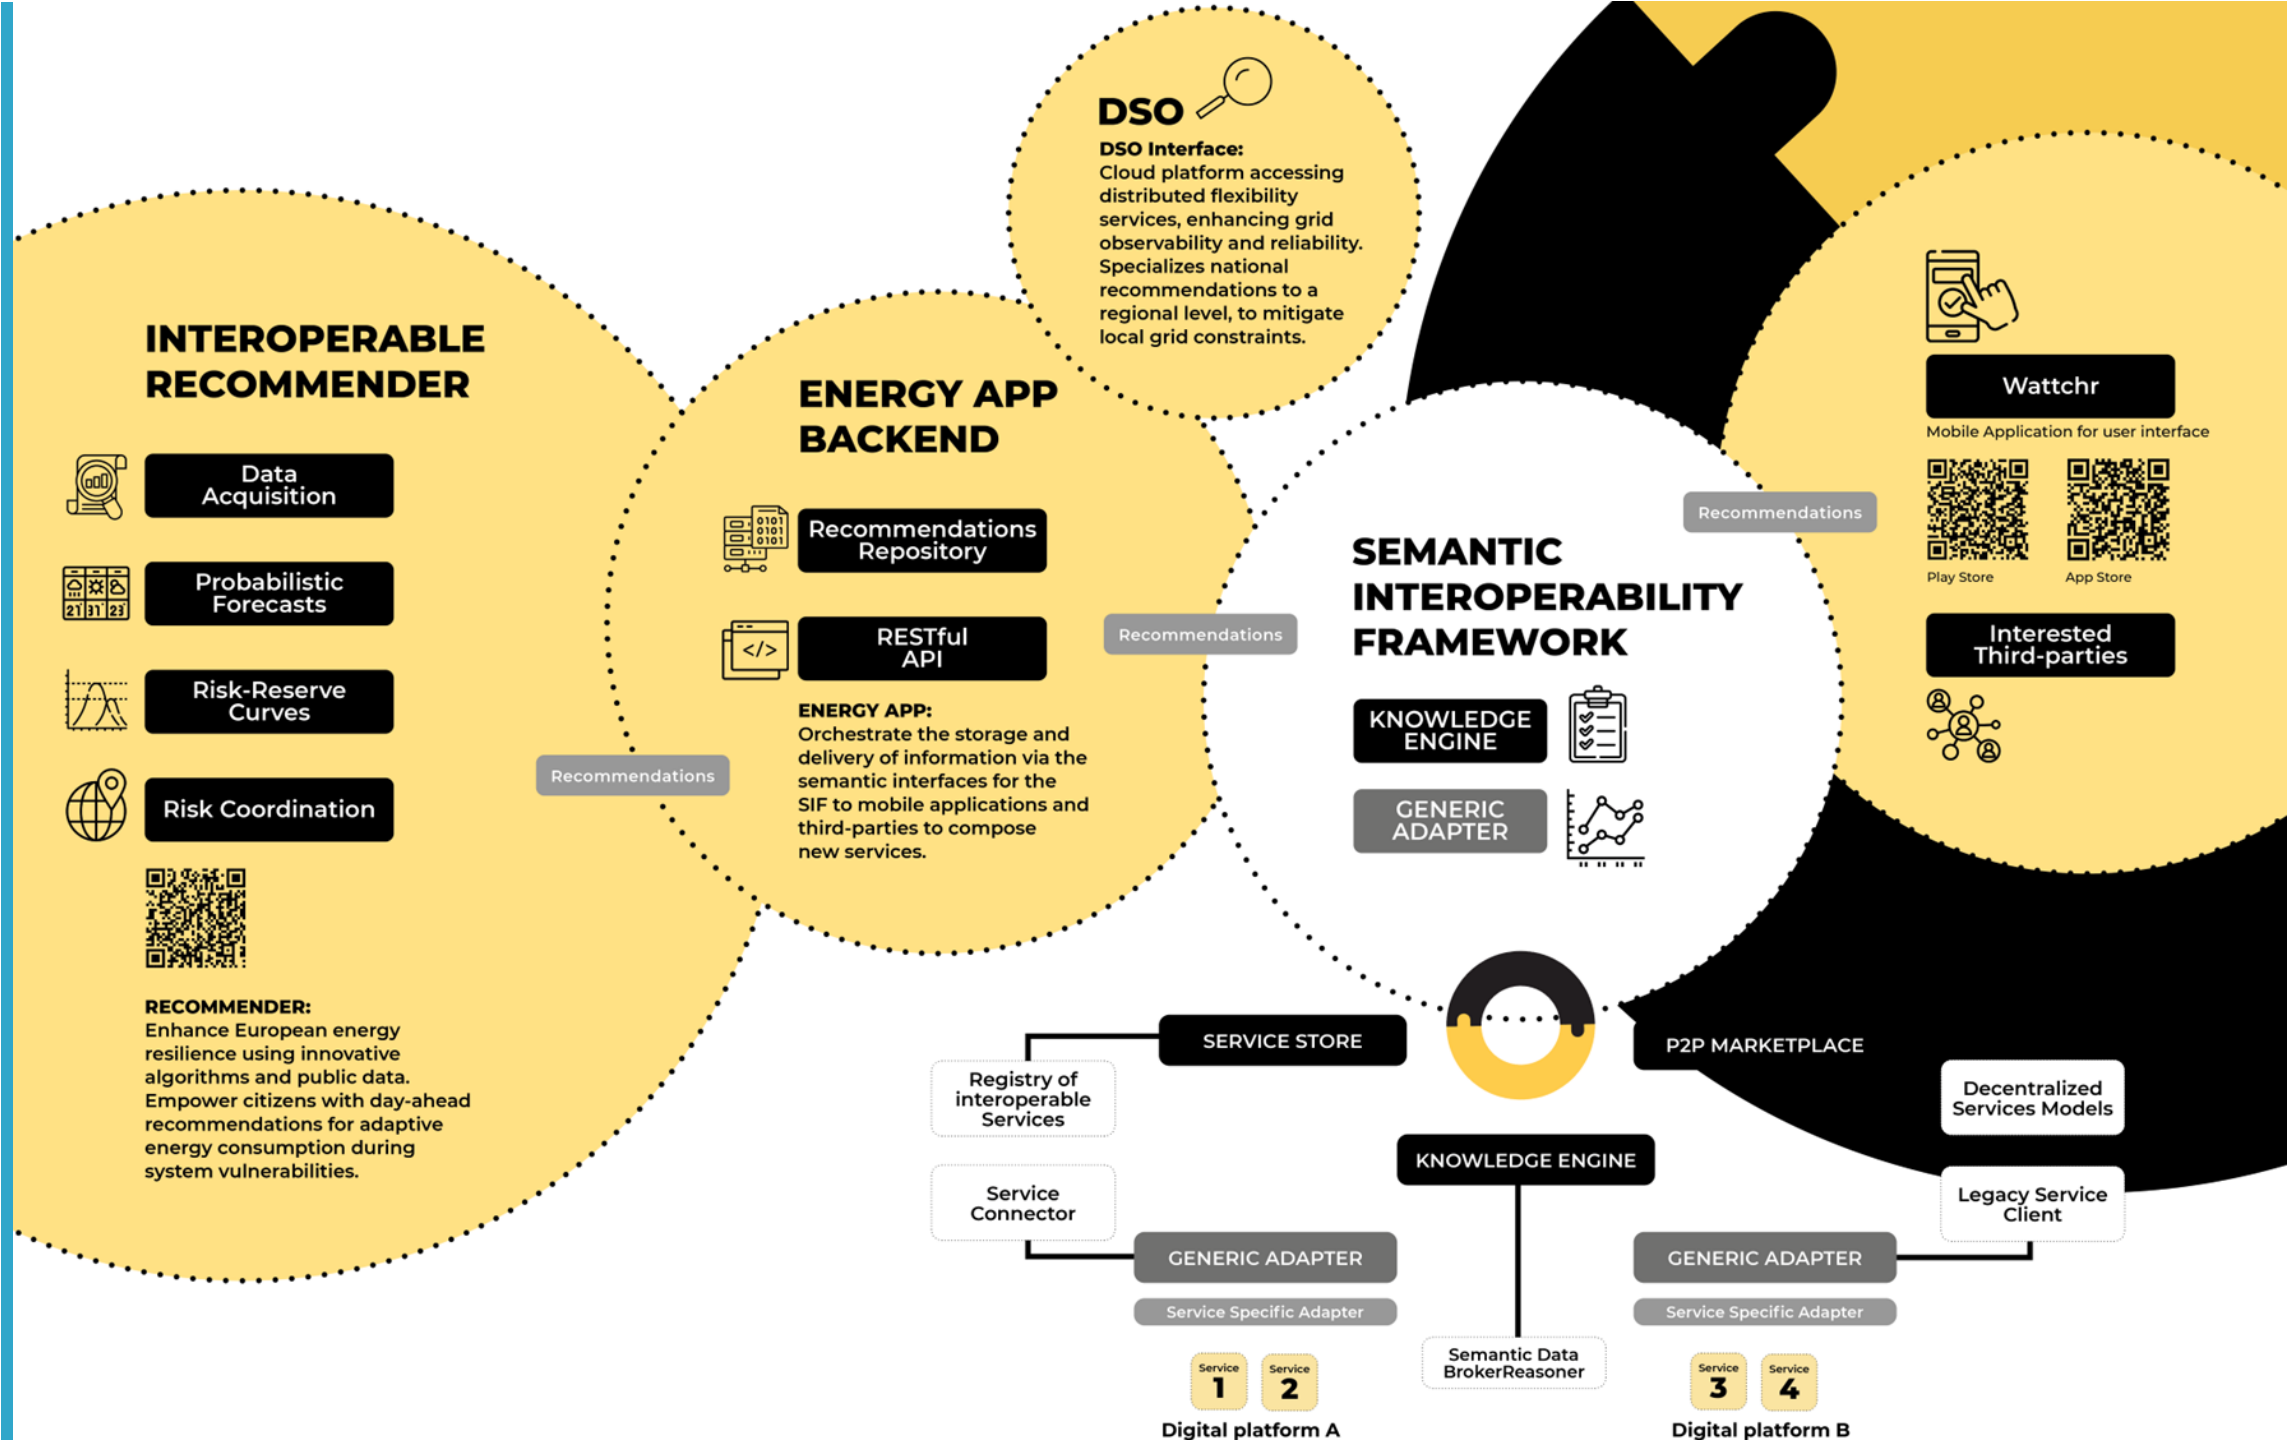 DSO
DSO Interface:
Cloud platform accessing
distributed flexibility
services, enhancing grid
observability and reliability.
Specializes national
recommendations to a
regional level, to mitigate
local grid constraints.
INTEROPERABLE
RECOMMENDER
Data
Acquisition
Probabilistic
Forecasts
21 31 23
Risk-Reserve
Curves
Risk Coordination
RECOMMENDER:
Enhance European energy
resilience using innovative
algorithms and public data.
Empower citizens with day-ahead
recommendations for adaptive
energy consumption during
system vulnerabilities.
Recommendations
ENERGY APP
BACKEND
0101
0101
0101
Recommendations
Repository
</>
RESTful
API
ENERGY APP:
Orchestrate the storage and
delivery of information via the
semantic interfaces for the
SIF to mobile applications and
third-parties to compose
new services.
Recommendations
SEMANTIC
INTEROPERABILITY
FRAMEWORK
KNOWLEDGE
ENGINE
GENERIC
ADAPTER
Recommendations
Wattchr
Mobile Application for user interface
Play Store
App Store
Interested
Third-parties
SERVICE STORE
Registry of
interoperable
Services
Service
Connector
GENERIC ADAPTER
Service Specific Adapter
Service
1
Service
2
Digital platform A
KNOWLEDGE ENGINE
Semantic Data
BrokerReasoner
P2P MARKETPLACE
Decentralized
Services Models
Legacy Service
Client
GENERIC ADAPTER
Service Specific Adapter
Service
3
Service
4
Digital platform B